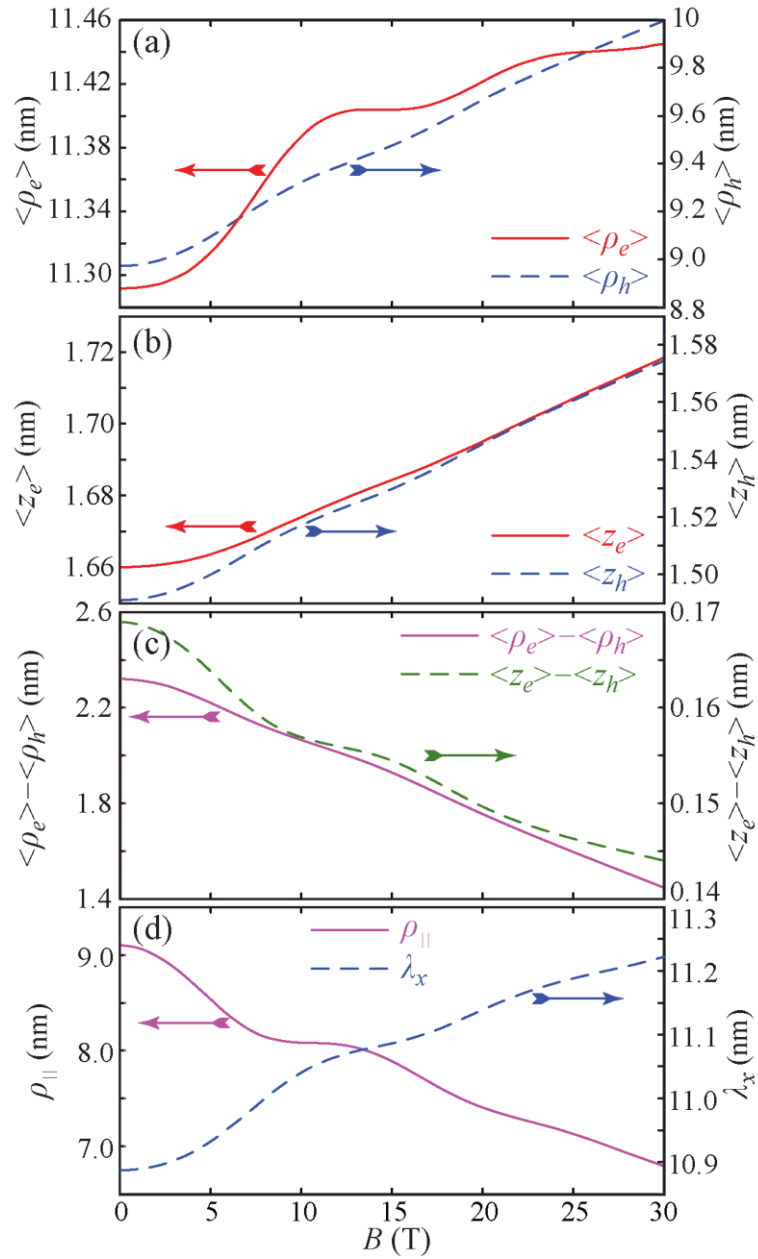 (a)
11.46
11.42
11.38
11.34
11.30
<ρe> (nm)
10
9.8
9.6
9.4
9.2
9.0
8.8
<ρh> (nm)
<ρe>
<ρh>
(b)
1.72
1.70
1.68
1.66
<ze> (nm)
1.58
1.56
1.54
1.52
1.50
<zh> (nm)
<ze>
<zh>
(c)
2.6
2.2
1.8
1.4
<ρe>−<ρh> (nm)
0.17
0.16
0.15
0.14
<ze>−<zh> (nm)
<ρe>−<ρh>
<ze>−<zh>
(d)
9.0
8.0
7.0
ρ|| (nm)
11.3
11.2
11.1
11.0
10.9
λx (nm)
ρ||
λx
0 5 10 15 20 25 30
B (T)